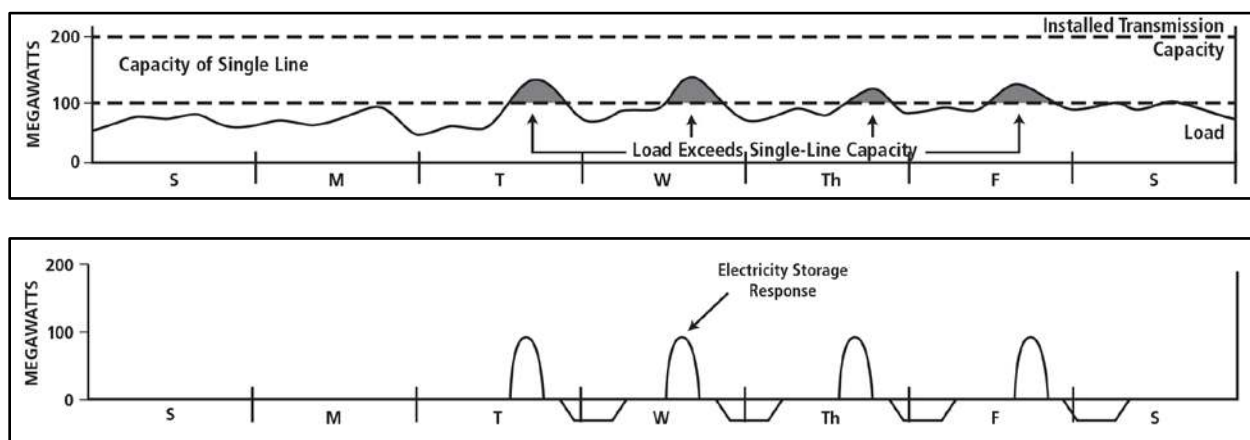 Installed Transmission
200
Capacity
Capacity of Single Line
MEGAWATTS
100
Load
Load Exceeds Single-Line Capacity
0
S M T W Th F S
200
Electricity Storage
Response
MEGAWATTS
100
0
S M T W Th F S